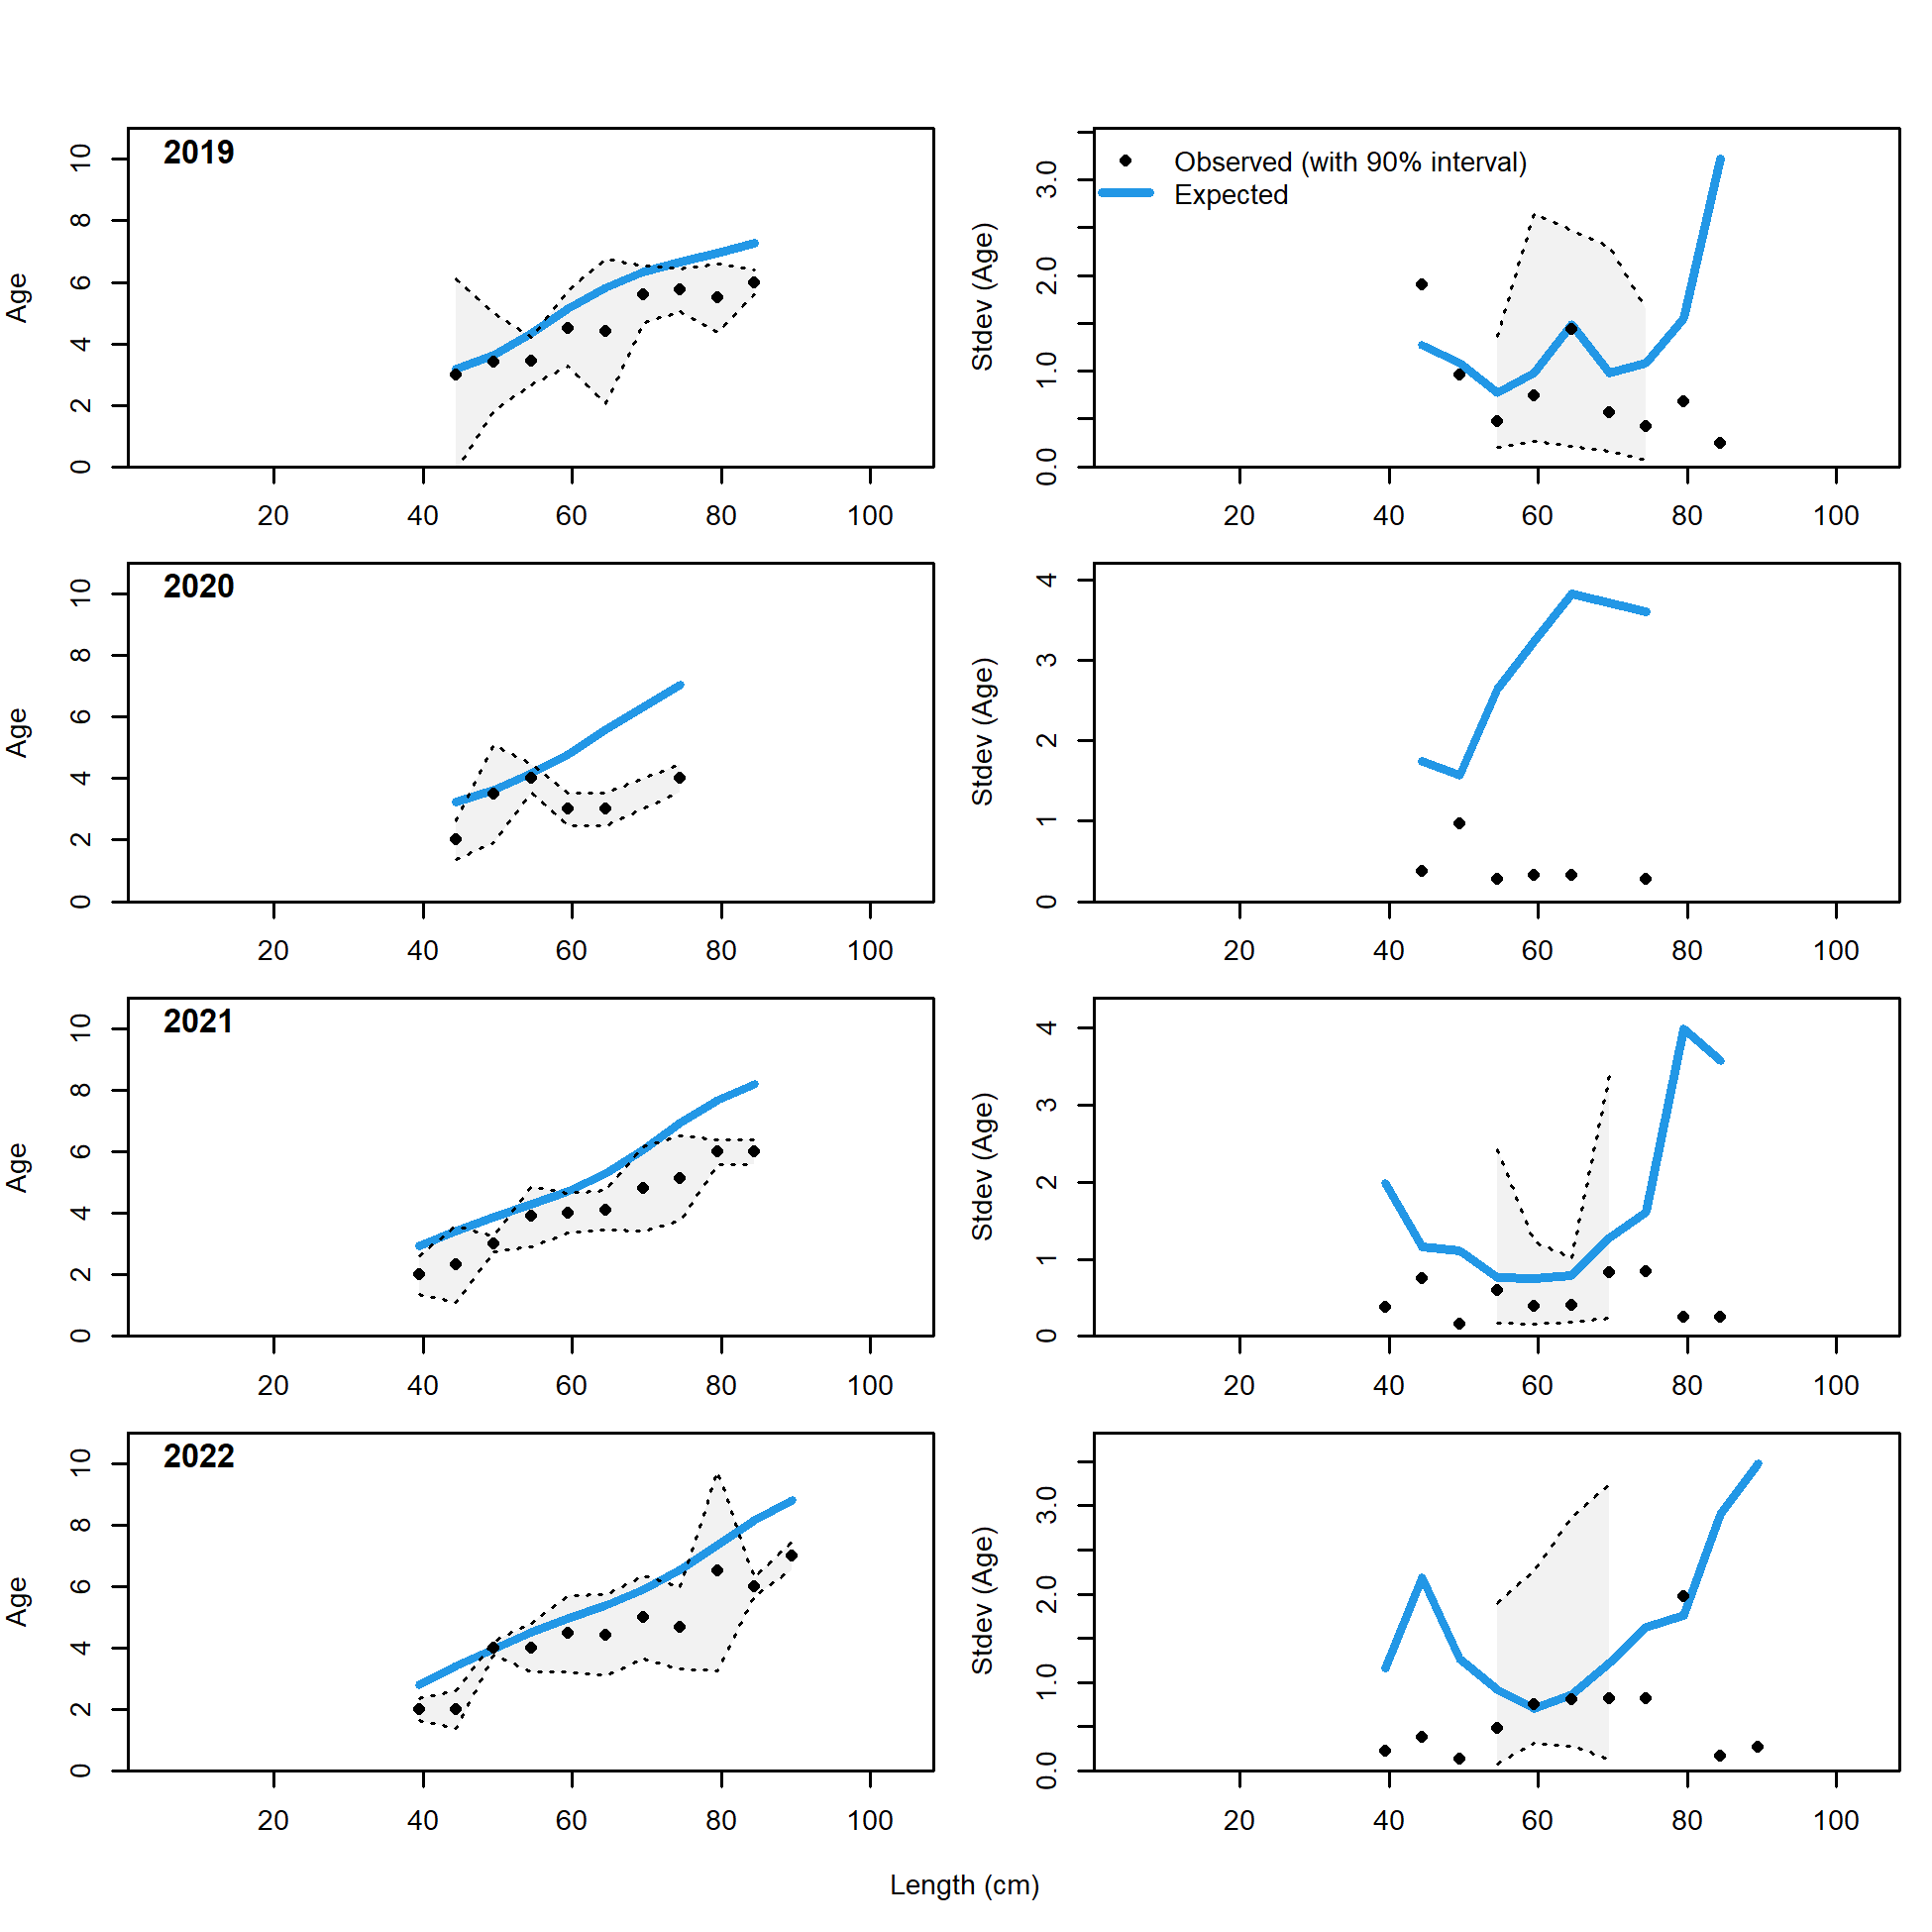 2019
Age
0 2 4 6 8 10
20 40 60 80 100
Observed (with 90% interval)
Expected
Stdev (Age)
0.0 1.0 2.0 3.0
20 40 60 80 100
2020
Age
0 2 4 6 8 10
20 40 60 80 100
Stdev (Age)
0 1 2 3 4
20 40 60 80 100
2021
Age
0 2 4 6 8 10
20 40 60 80 100
Stdev (Age)
0 1 2 3 4
20 40 60 80 100
2022
Age
0 2 4 6 8 10
20 40 60 80 100
Stdev (Age)
0.0 1.0 2.0 3.0
20 40 60 80 100
Length (cm)